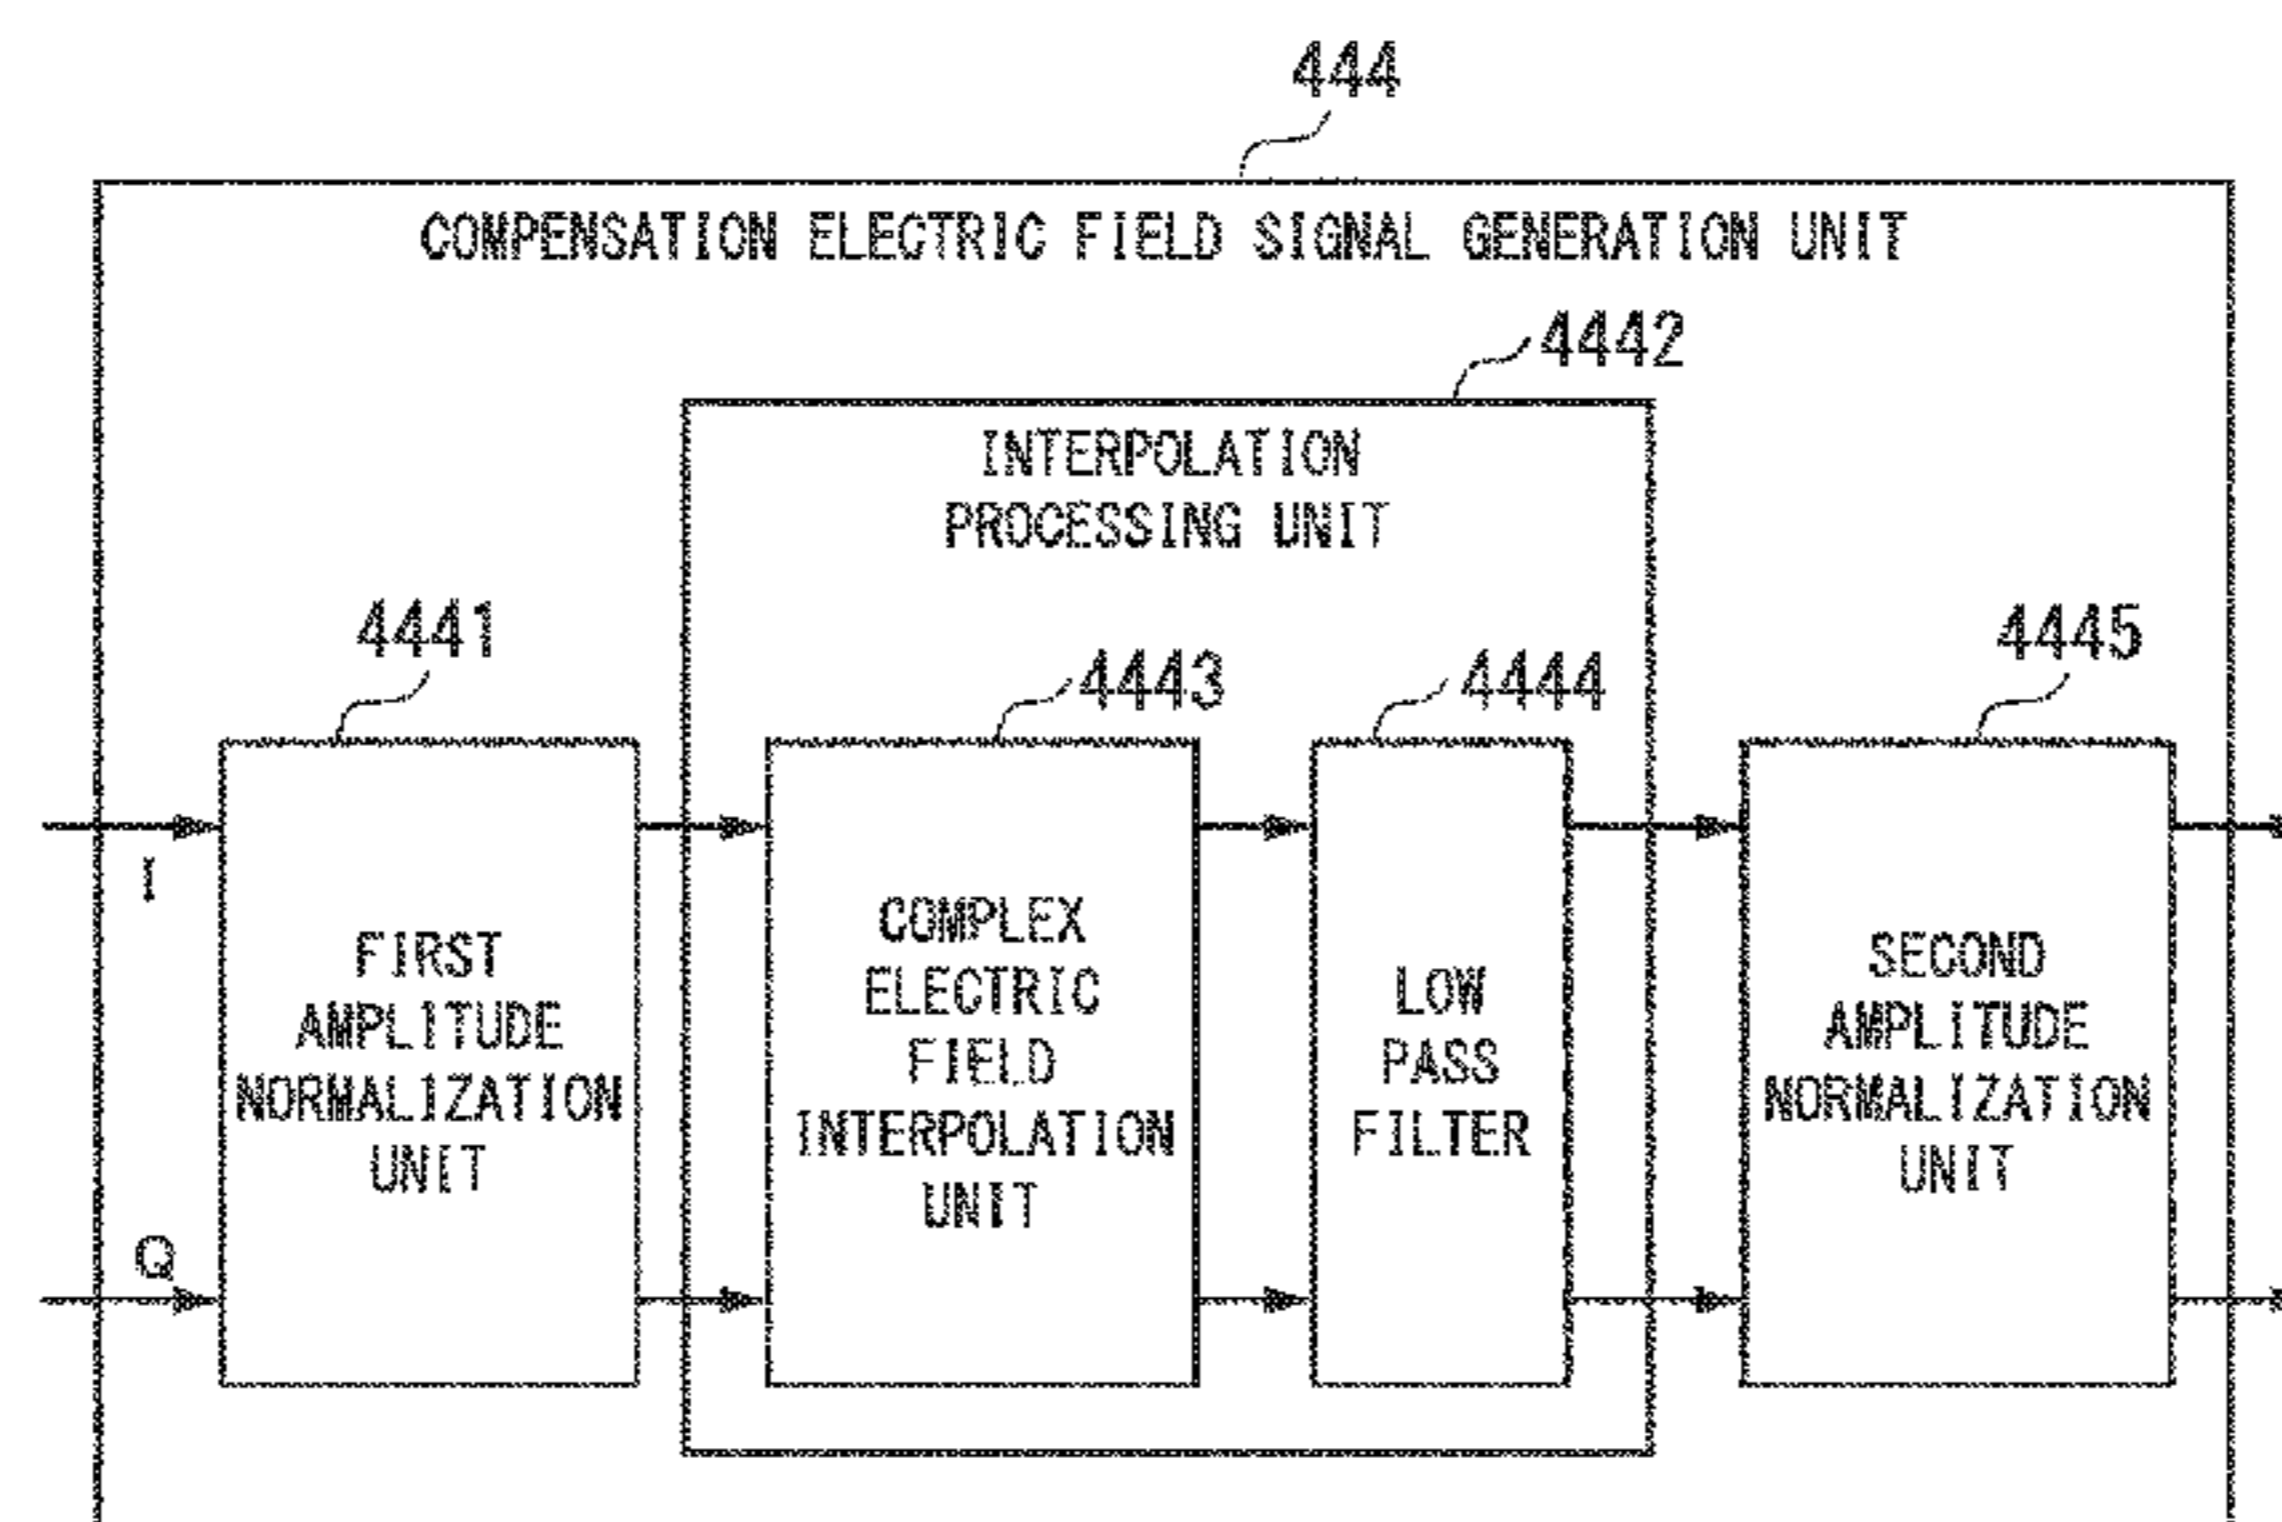 444
COMPENSATION ELECTRIC FIELD SIGNAL GENERATION UNIT
4442
INTERPOLATION
PROCESSING UNIT
4441
4443
4444
4445
I
Q
FIRST
AMPLITUDE
NORMALIZATION
UNIT
COMPLEX
ELECTRIC
FIELD
INTERPOLATION
UNIT
LOW
PASS
FILTER
SECOND
AMPLITUDE
NORMALIZATION
UNIT